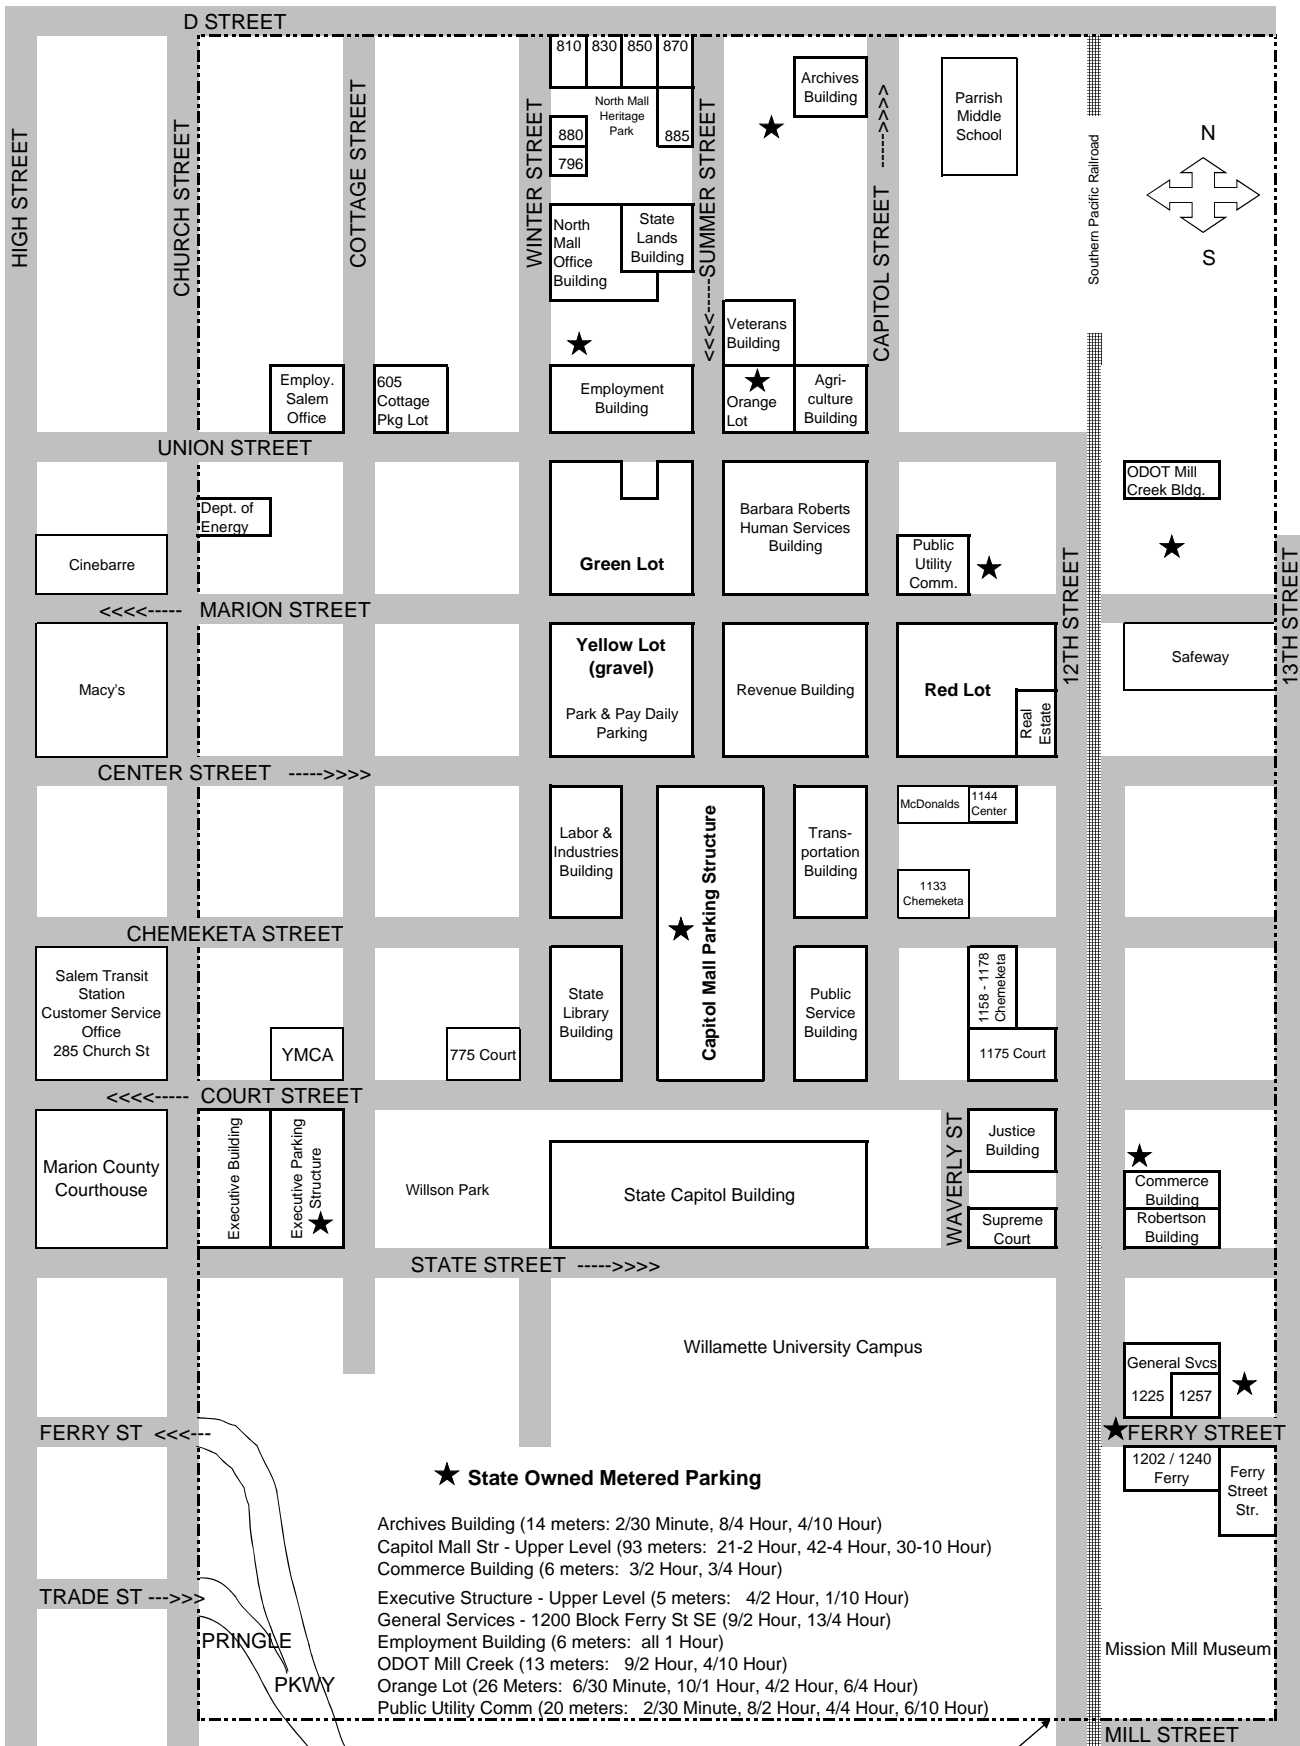 D STREET
810 830 850 870
North Mall
Heritage
Park
880
796
885
Archives
Building
Parrish
Middle
School
HIGH STREET
CHURCH STREET
COTTAGE STREET
WINTER STREET
<<<<------SUMMER STREET
CAPITOL STREET ----->>>>
Southern Pacific Railroad
N
S
North
Mall
Office
Building
State
Lands
Building
Veterans
Building
Employ.
Salem
Office
605
Cottage
Pkg Lot
Employment
Building
Orange
Lot
Agri-
culture
Building
UNION STREET
Dept. of
Energy
Cinebarre
Green Lot
Barbara Roberts
Human Services
Building
Public
Utility
Comm.
ODOT Mill
Creek Bldg.
12TH STREET
13TH STREET
<<<<----- MARION STREET
Macy's
Yellow Lot
(gravel)
Park & Pay Daily
Parking
Revenue Building
Red Lot
Real
Estate
Safeway
CENTER STREET ----->>>>
Labor &
Industries
Building
Capitol Mall Parking Structure
Trans-
portation
Building
McDonalds
1144
Center
1133
Chemeketa
CHEMEKETA STREET
Salem Transit
Station
Customer Service
Office
285 Church St
YMCA
775 Court
State
Library
Building
Public
Service
Building
1158 - 1178
Chemeketa
1175 Court
<<<<----- COURT STREET
Marion County
Courthouse
Executive Building
Executive Parking
Structure
Willson Park
State Capitol Building
WAVERLY ST
Justice
Building
Supreme
Court
Commerce
Building
Robertson
Building
STATE STREET ----->>>>
Willamette University Campus
General Svcs
1225 1257
FERRY ST <<<---
FERRY STREET
1202 / 1240
Ferry
Ferry
Street
Str.
★ State Owned Metered Parking
Archives Building (14 meters: 2/30 Minute, 8/4 Hour, 4/10 Hour)
Capitol Mall Str - Upper Level (93 meters: 21-2 Hour, 42-4 Hour, 30-10 Hour)
Commerce Building (6 meters: 3/2 Hour, 3/4 Hour)
Executive Structure - Upper Level (5 meters: 4/2 Hour, 1/10 Hour)
General Services - 1200 Block Ferry St SE (9/2 Hour, 13/4 Hour)
Employment Building (6 meters: all 1 Hour)
ODOT Mill Creek (13 meters: 9/2 Hour, 4/10 Hour)
Orange Lot (26 Meters: 6/30 Minute, 10/1 Hour, 4/2 Hour, 6/4 Hour)
Public Utility Comm (20 meters: 2/30 Minute, 8/2 Hour, 4/4 Hour, 6/10 Hour)
TRADE ST --->>>
PRINGLE
PKWY
Mission Mill Museum
MILL STREET